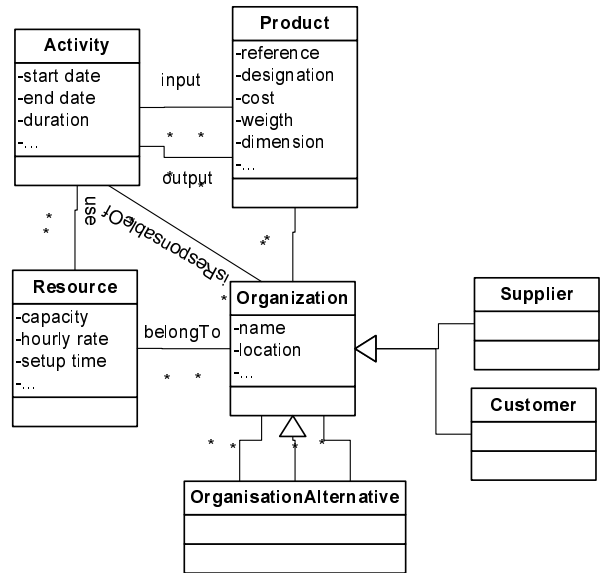 Activity
-start date
-end date
-duration
-...
Product
-reference
-designation
-cost
-weigth
-dimension
-...
input
* *
output
* *
use
*
*
isResponsableOf
*
*
* *
Resource
-capacity
-hourly rate
-setup time
-...
belongTo
* *
Organization
-name
-location
-...
Supplier
Customer
* * * *
OrganisationAlternative